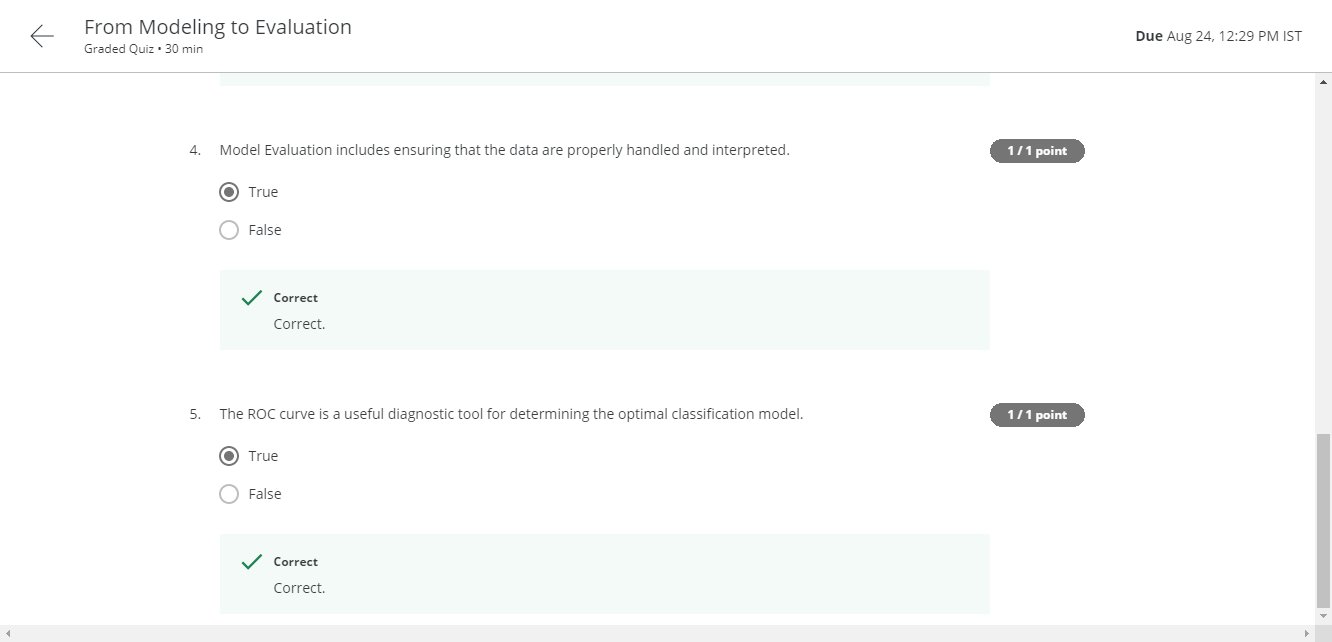 From Modeling to Evaluation
Graded Quiz • 30 min
Due Aug 24, 12:29 PM IST
4. Model Evaluation includes ensuring that the data are properly handled and interpreted.
1 / 1 point
True
False
Correct
Correct.
5. The ROC curve is a useful diagnostic tool for determining the optimal classification model.
1 / 1 point
True
False
Correct
Correct.